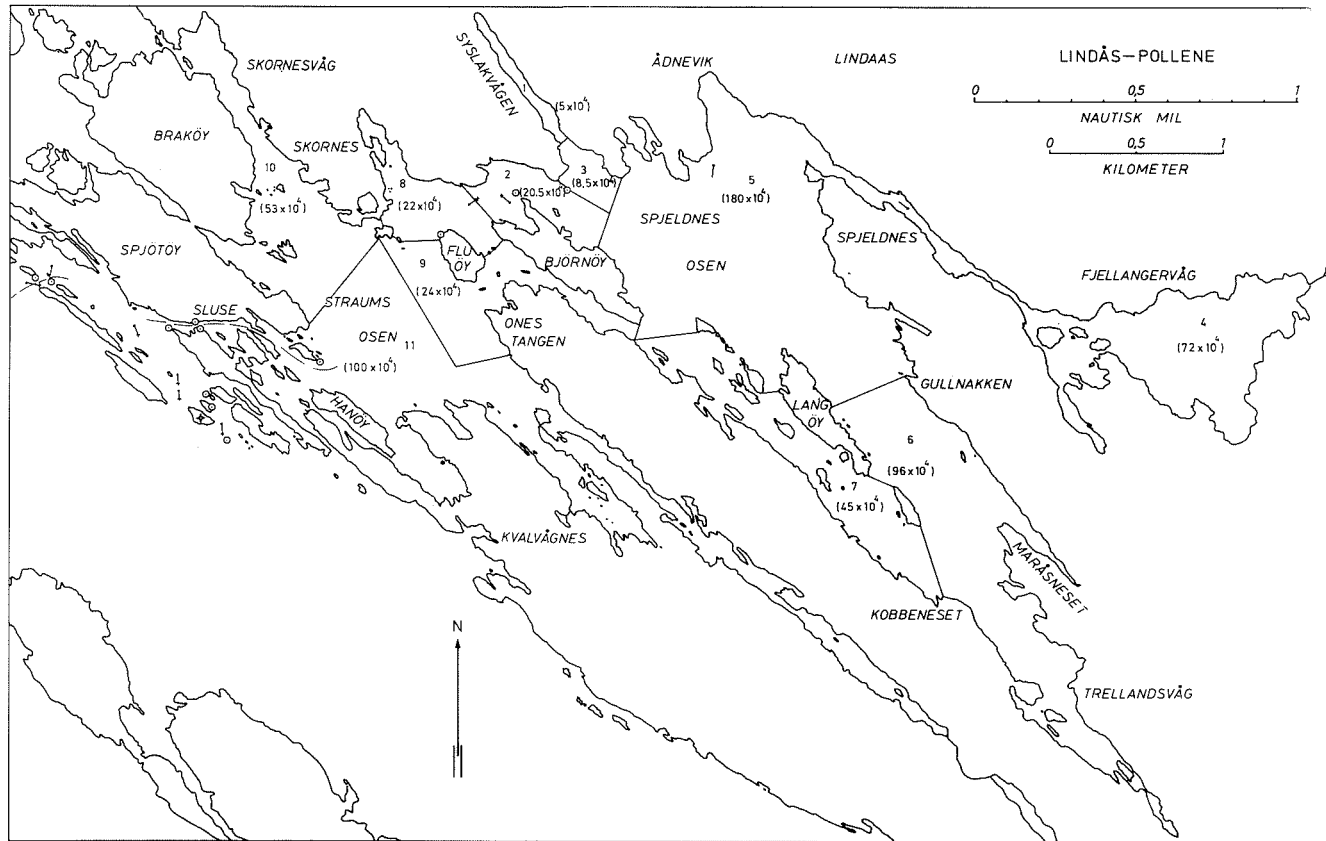 SKORNESVÅG
SYSLAKVÅGEN
1
(5x10⁴)
ÅDNEVIK
LINDAAS
LINDÅS–POLLENE
0 0,5 1
NAUTISK MIL
0 0,5 1
KILOMETER
BRAKÖY
SKORNES
10
(53x10⁴)
8
(22x10⁴)
2
(20,5x10⁴)
3
(8,5x10⁴)
5
(180x10⁴)
SPJELDNES
OSEN
SPJELDNES
SPJÖTÖY
9
(24x10⁴)
FLU
ÖY
BJÖRNÖY
FJELLANGERVÅG
4
(72x10⁴)
SLUSE
STRAUMS
OSEN
11
(100x10⁴)
ONES
TANGEN
HANÖY
LANG
ÖY
GULLNAKKEN
6
(96x10⁴)
7
(45x10⁴)
KVALVÅGNES
MARÅSNESET
KOBBENESET
N
TRELLANDSVÅG